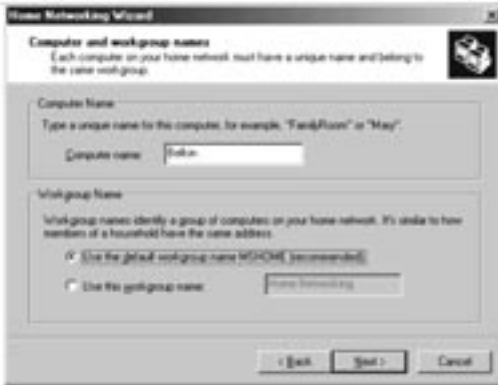 Home Networking Wizard
Computer and workgroup names
Each computer on your home network must have a unique name and belong to
the same workgroup.
Computer Name
Type a unique name for this computer, for example, "FamilyRoom" or "Mary".
Computer name: Belkin
Workgroup Name
Workgroup names identify a group of computers on your home network. It's similar to how
members of a household have the same address.
Use the default workgroup name MSHOME (recommended)
Use this workgroup name: Home Networking
< Back Next > Cancel